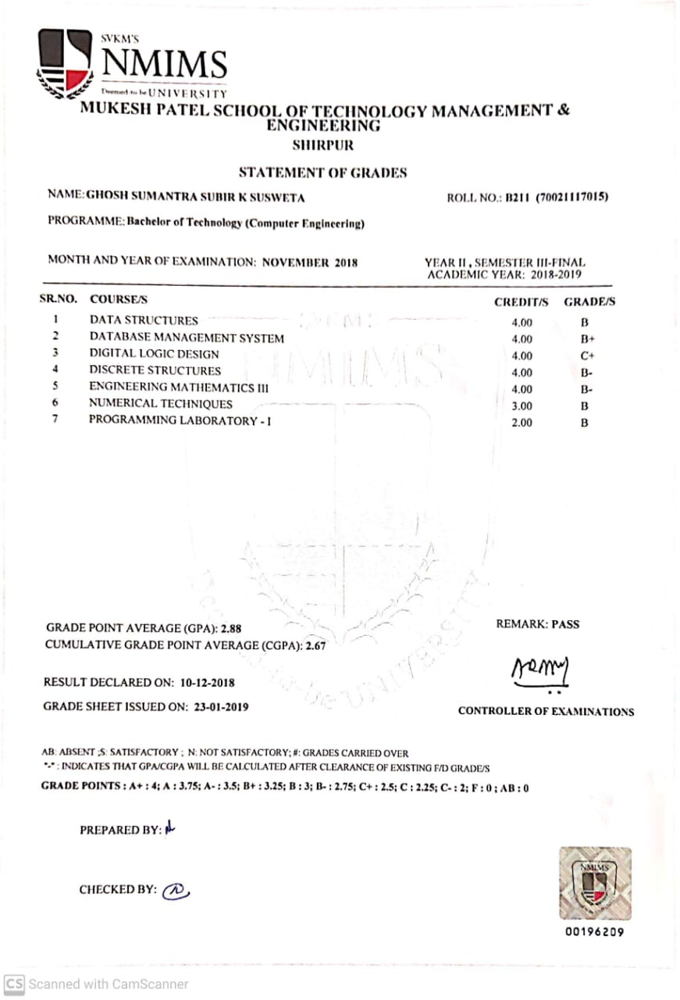 SVKM'S
NMIMS
Deemed to be UNIVERSITY
MUKESH PATEL SCHOOL OF TECHNOLOGY MANAGEMENT &
ENGINEERING
SHIRPUR
STATEMENT OF GRADES
NAME: GHOSH SUMANTRA SUBIR K SUSWETA ROLL NO.: B211 (70021117015)
PROGRAMME: Bachelor of Technology (Computer Engineering)
MONTH AND YEAR OF EXAMINATION: NOVEMBER 2018 YEAR II , SEMESTER III-FINAL
ACADEMIC YEAR: 2018-2019
SR.NO. COURSE/S CREDIT/S GRADE/S
1 DATA STRUCTURES 4.00 B
2 DATABASE MANAGEMENT SYSTEM 4.00 B+
3 DIGITAL LOGIC DESIGN 4.00 C+
4 DISCRETE STRUCTURES 4.00 B-
5 ENGINEERING MATHEMATICS III 4.00 B-
6 NUMERICAL TECHNIQUES 3.00 B
7 PROGRAMMING LABORATORY - I 2.00 B
SVKM'S
NMIMS
Deemed-to-be UNIVERSITY
GRADE POINT AVERAGE (GPA): 2.88 REMARK: PASS
CUMULATIVE GRADE POINT AVERAGE (CGPA): 2.67
RESULT DECLARED ON: 10-12-2018
GRADE SHEET ISSUED ON: 23-01-2019
CONTROLLER OF EXAMINATIONS
AB: ABSENT ;S: SATISFACTORY ; N: NOT SATISFACTORY; #: GRADES CARRIED OVER
"-" : INDICATES THAT GPA/CGPA WILL BE CALCULATED AFTER CLEARANCE OF EXISTING F/D GRADE/S
GRADE POINTS : A+ : 4; A : 3.75; A- : 3.5; B+ : 3.25; B : 3; B- : 2.75; C+ : 2.5; C : 2.25; C- : 2; F : 0 ; AB : 0
PREPARED BY:
CHECKED BY:
NMIMS
00196209
CS Scanned with CamScanner